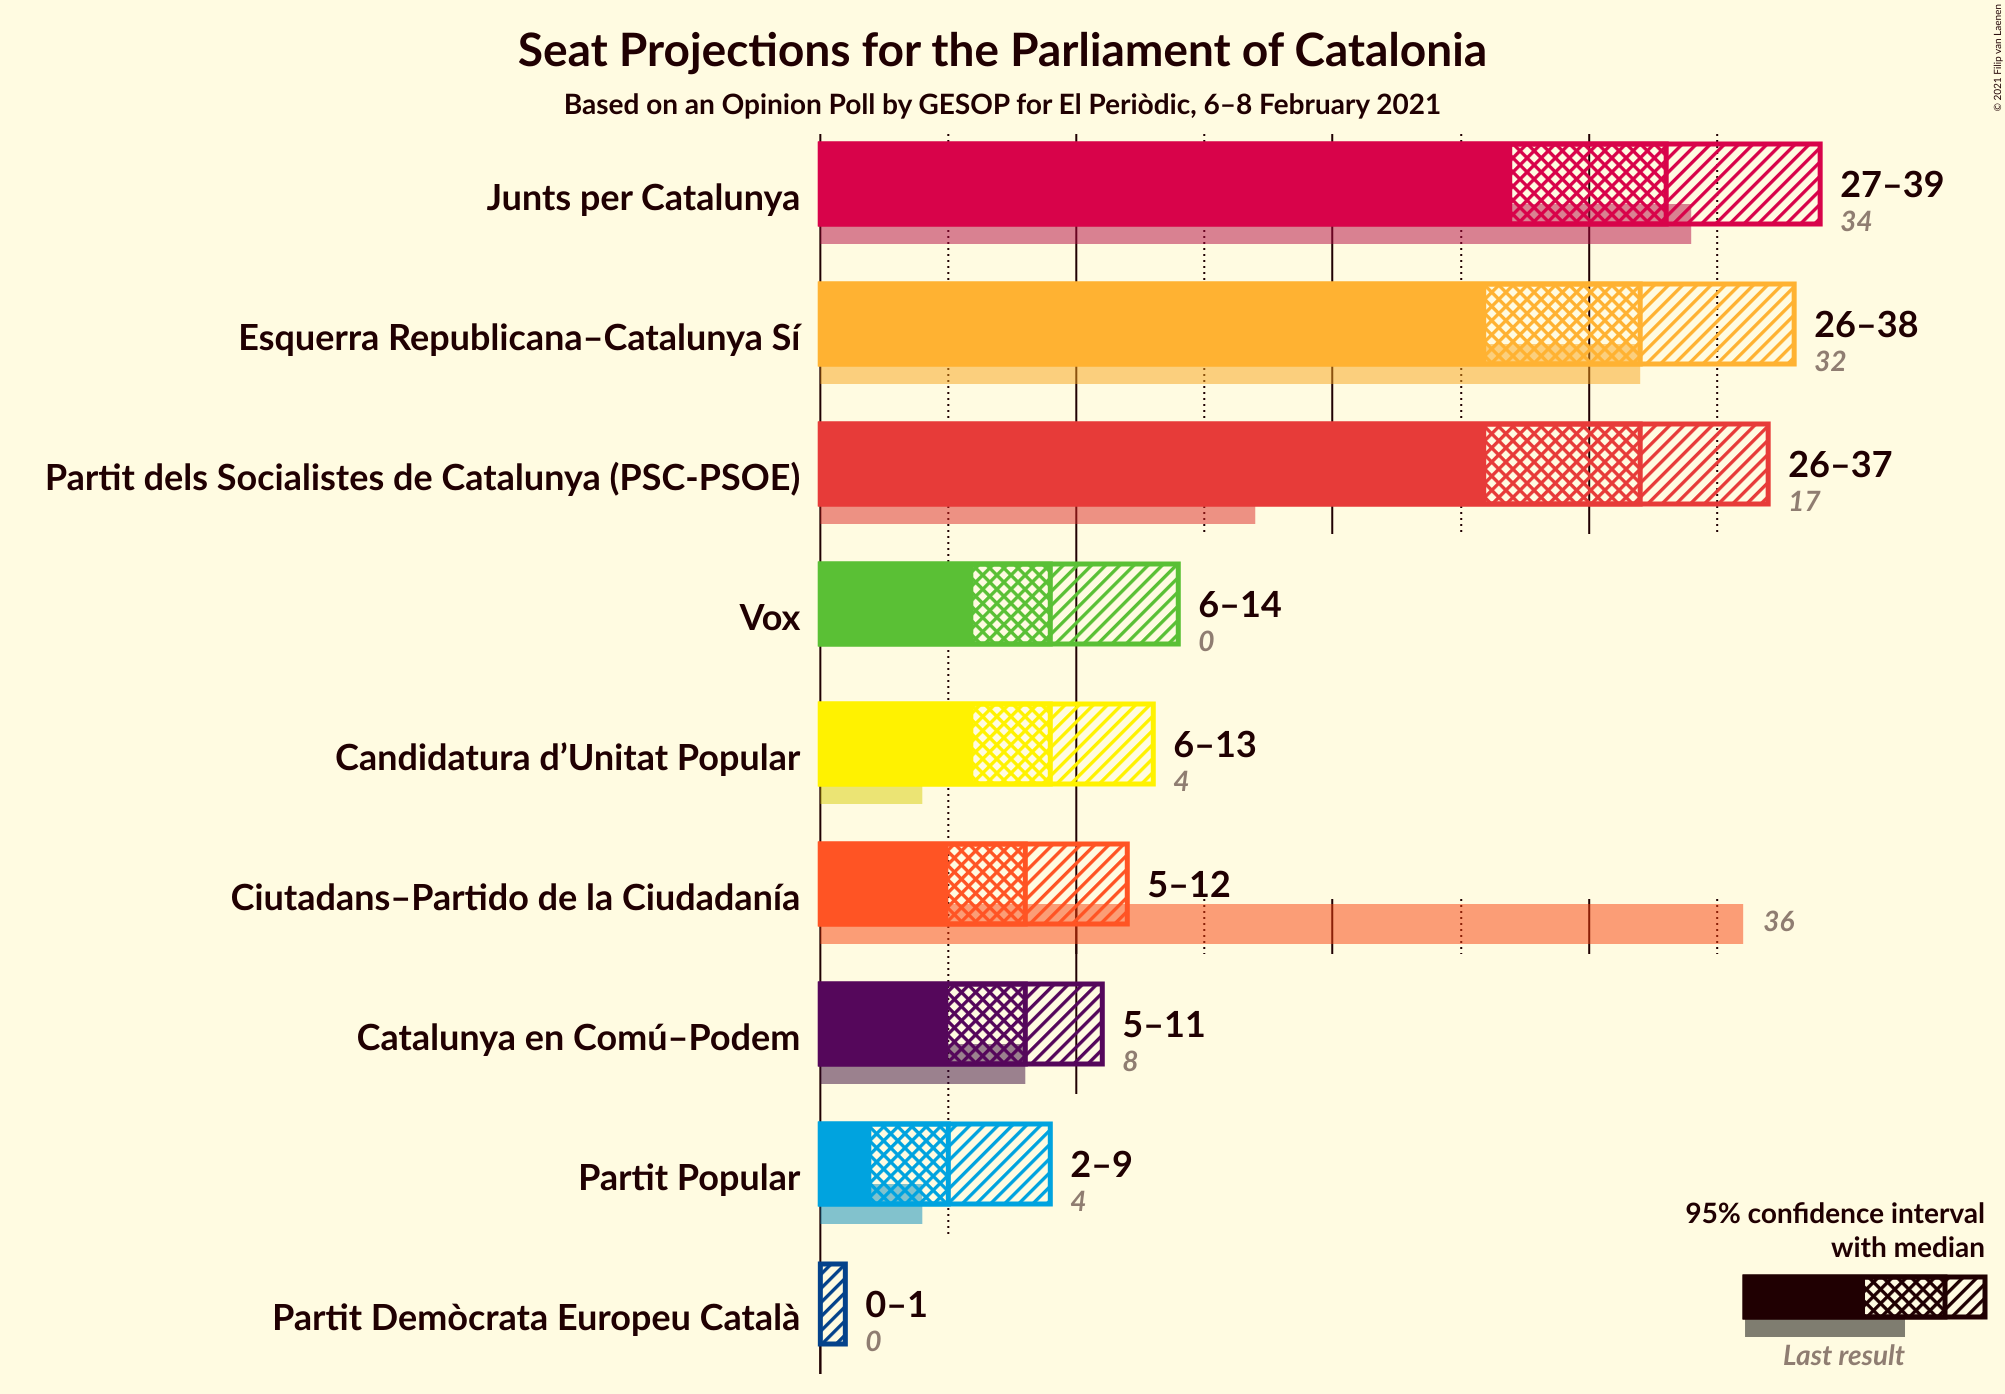 Seat Projections for the Parliament of Catalonia
Based on an Opinion Poll by GESOP for El Periòdic, 6–8 February 2021
© 2021 Filip van Laenen
Junts per Catalunya
27–39
34
Esquerra Republicana–Catalunya Sí
26–38
32
Partit dels Socialistes de Catalunya (PSC-PSOE)
26–37
17
Vox
6–14
0
Candidatura d’Unitat Popular
6–13
4
Ciutadans–Partido de la Ciudadanía
5–12
36
Catalunya en Comú–Podem
5–11
8
Partit Popular
2–9
4
Partit Demòcrata Europeu Català
0–1
0
95% confidence interval
with median
Last result